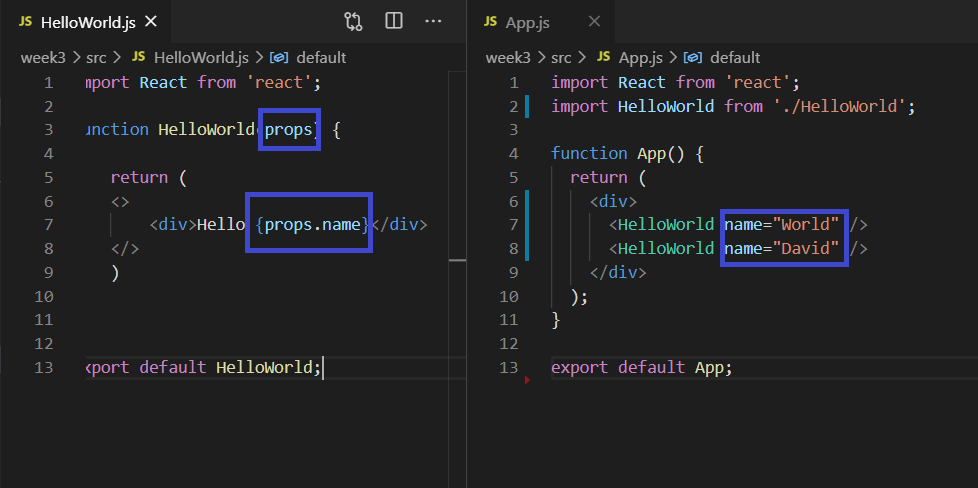 JS HelloWorld.js ×
week3 > src > JS HelloWorld.js > default
1 mport React from 'react';
2
3 unction HelloWorld(props) {
4
5 return (
6 <>
7 <div>Hello {props.name}</div>
8 </>
9 )
10
11
12
13 xport default HelloWorld;
JS App.js ×
week3 > src > JS App.js > default
1 import React from 'react';
2 import HelloWorld from './HelloWorld';
3
4 function App() {
5 return (
6 <div>
7 <HelloWorld name="World" />
8 <HelloWorld name="David" />
9 </div>
10 );
11 }
12
13 export default App;